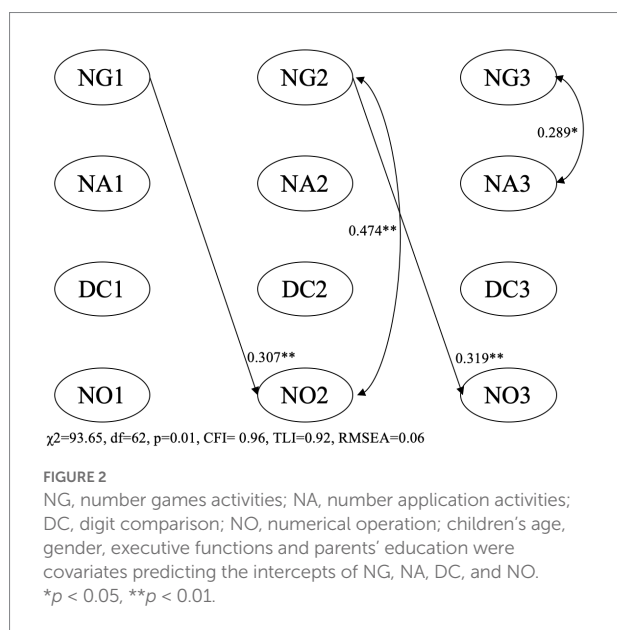 NG1 NG2 NG3
0.289*
NA1 NA2 NA3
0.474**
DC1 DC2 DC3
0.307** 0.319**
NO1 NO2 NO3
χ2=93.65, df=62, p=0.01, CFI= 0.96, TLI=0.92, RMSEA=0.06
FIGURE 2
NG, number games activities; NA, number application activities;
DC, digit comparison; NO, numerical operation; children's age,
gender, executive functions and parents' education were
covariates predicting the intercepts of NG, NA, DC, and NO.
*p < 0.05, **p < 0.01.